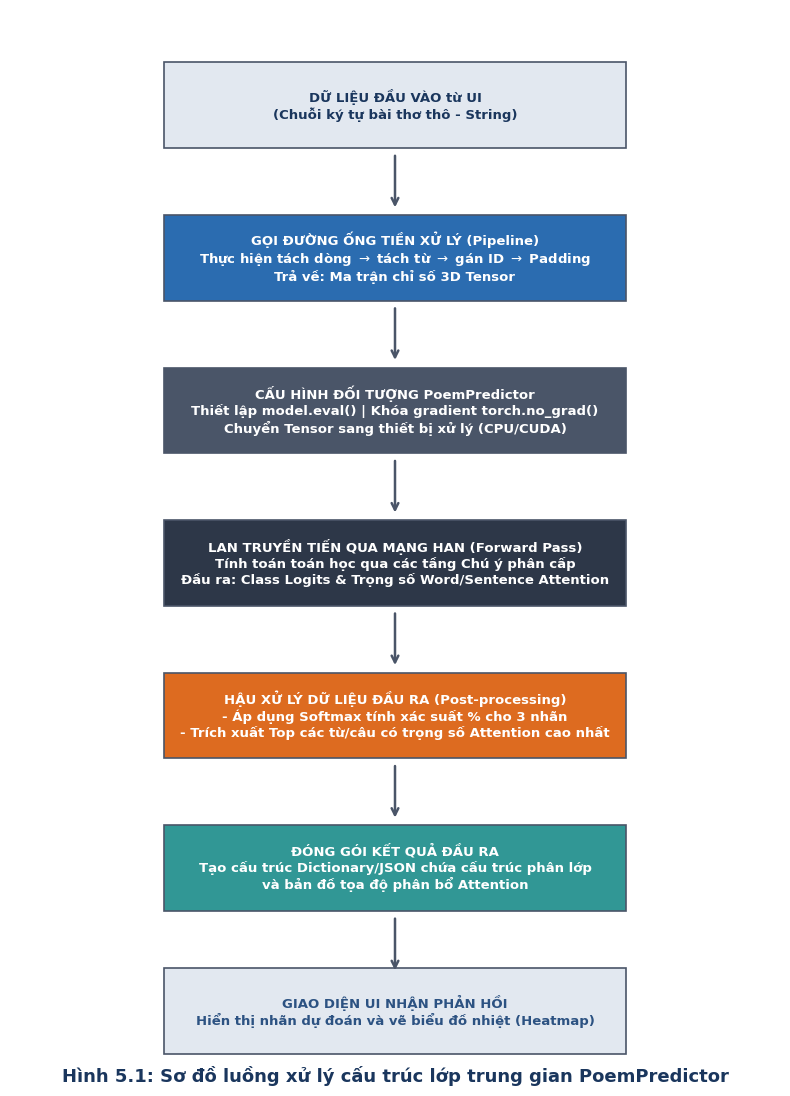 DỮ LIỆU ĐẦU VÀO từ UI
(Chuỗi ký tự bài thơ thô - String)
GỌI ĐƯỜNG ỐNG TIỀN XỬ LÝ (Pipeline)
Thực hiện tách dòng → tách từ → gán ID → Padding
Trả về: Ma trận chỉ số 3D Tensor
CẤU HÌNH ĐỐI TƯỢNG PoemPredictor
Thiết lập model.eval() | Khóa gradient torch.no_grad()
Chuyển Tensor sang thiết bị xử lý (CPU/CUDA)
LAN TRUYỀN TIẾN QUA MẠNG HAN (Forward Pass)
Tính toán toán học qua các tầng Chú ý phân cấp
Đầu ra: Class Logits & Trọng số Word/Sentence Attention
HẬU XỬ LÝ DỮ LIỆU ĐẦU RA (Post-processing)
- Áp dụng Softmax tính xác suất % cho 3 nhãn
- Trích xuất Top các từ/câu có trọng số Attention cao nhất
ĐÓNG GÓI KẾT QUẢ ĐẦU RA
Tạo cấu trúc Dictionary/JSON chứa cấu trúc phân lớp
và bản đồ tọa độ phân bổ Attention
GIAO DIỆN UI NHẬN PHẢN HỒI
Hiển thị nhãn dự đoán và vẽ biểu đồ nhiệt (Heatmap)
Hình 5.1: Sơ đồ luồng xử lý cấu trúc lớp trung gian PoemPredictor